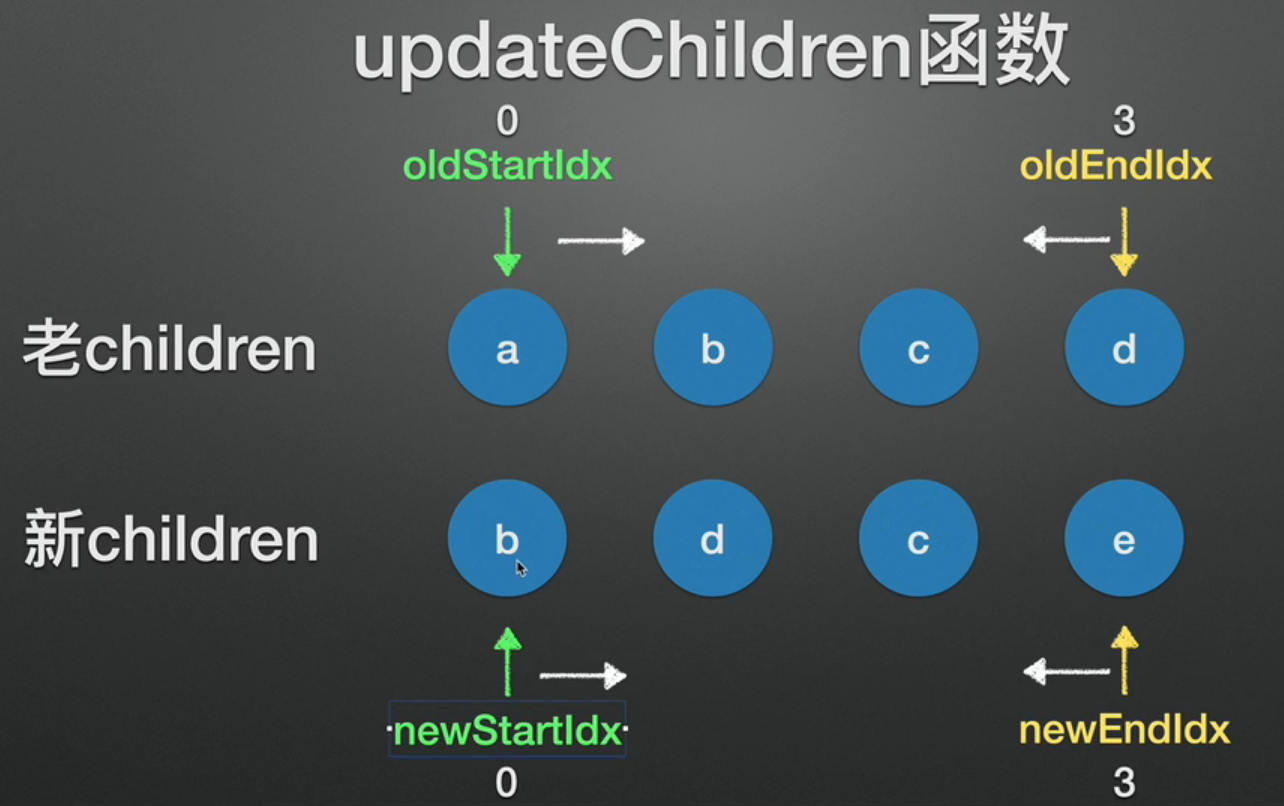 updateChildren函数
0 3
oldStartIdx oldEndIdx
老children a b c d
新children b d c e
newStartIdx newEndIdx
0 3